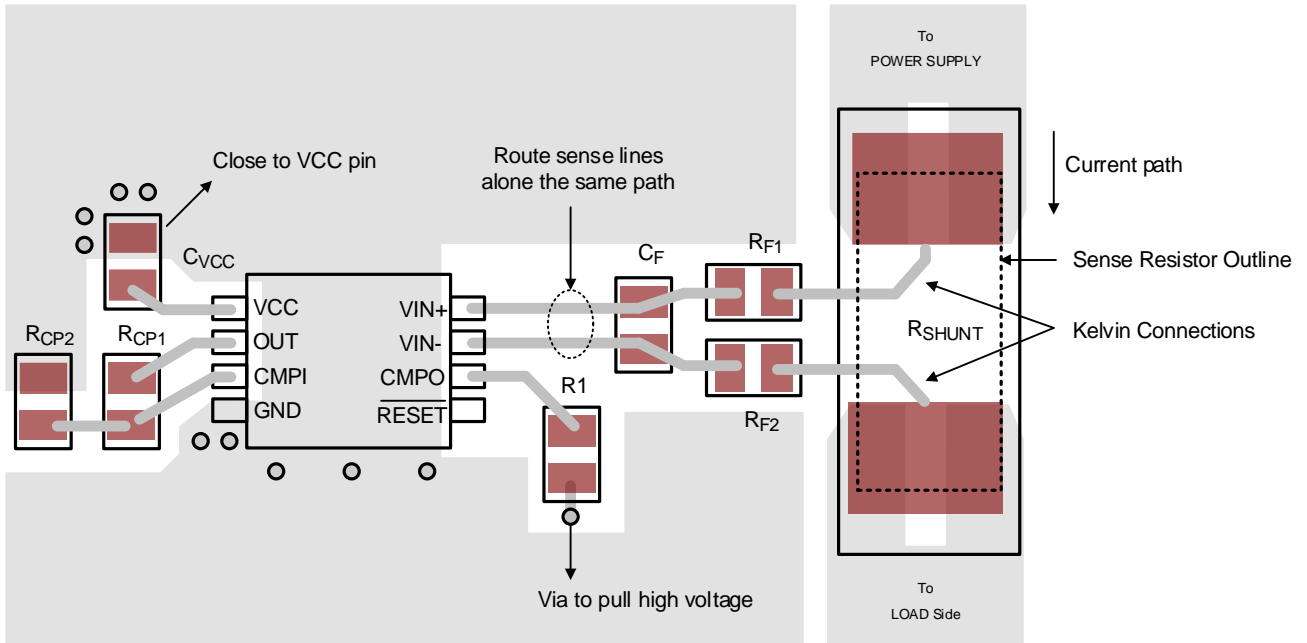 To
POWER SUPPLY
Close to VCC pin
Route sense lines
alone the same path
Current path
CVCC
CF
RF1
Sense Resistor Outline
VCC
VIN+
RCP2
RCP1
OUT
VIN-
RSHUNT
Kelvin Connections
CMPI
CMPO
R1
GND
RESET
RF2
Via to pull high voltage
To
LOAD Side